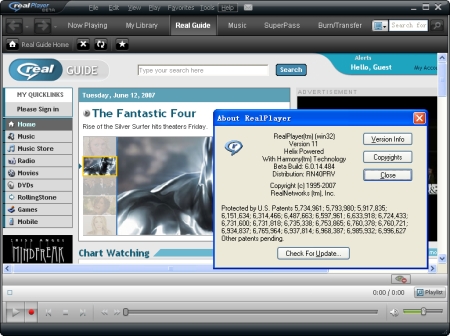 real Player
BETA
File Edit View Play Favorites Tools Help
Now Playing My Library Real Guide Music SuperPass Burn/Transfer Search for
Real Guide Home
real GUIDE
Type your search here
Search
Alerts
Hello, Guest
My Acco
MY QUICKLINKS
Please Sign in
Home
Music
Music Store
Radio
Movies
DVDs
RollingStone
Games
Mobile
CRISS ANGEL
MINDFREAK
Tuesday, June 12, 2007
The Fantastic Four
Rise of the Silver Surfer hits theaters Friday.
Chart Watching
ADVERTISEMENT
About RealPlayer
RealPlayer(tm) (win32)
Version 11
Helix Powered
With Harmony(tm) Technology
Beta Build: 6.0.14.484
Distribution: RN40PRV
Copyright (c) 1995-2007
RealNetworks (tm), Inc.
Version Info
Copyrights
Close
Protected by U.S. Patents 5,734,961; 5,793,980; 5,917,835;
6,151,634; 6,314,466; 6,487,663; 6,597,961; 6,633,918; 6,724,433;
6,731,600; 6,731,818; 6,735,338; 6,753,865; 6,760,378; 6,760,721;
6,934,837; 6,765,964; 6,937,814; 6,968,387; 6,985,932; 6,996,627
Other patents pending.
Check For Update...
0:00 / 0:00
Playlist